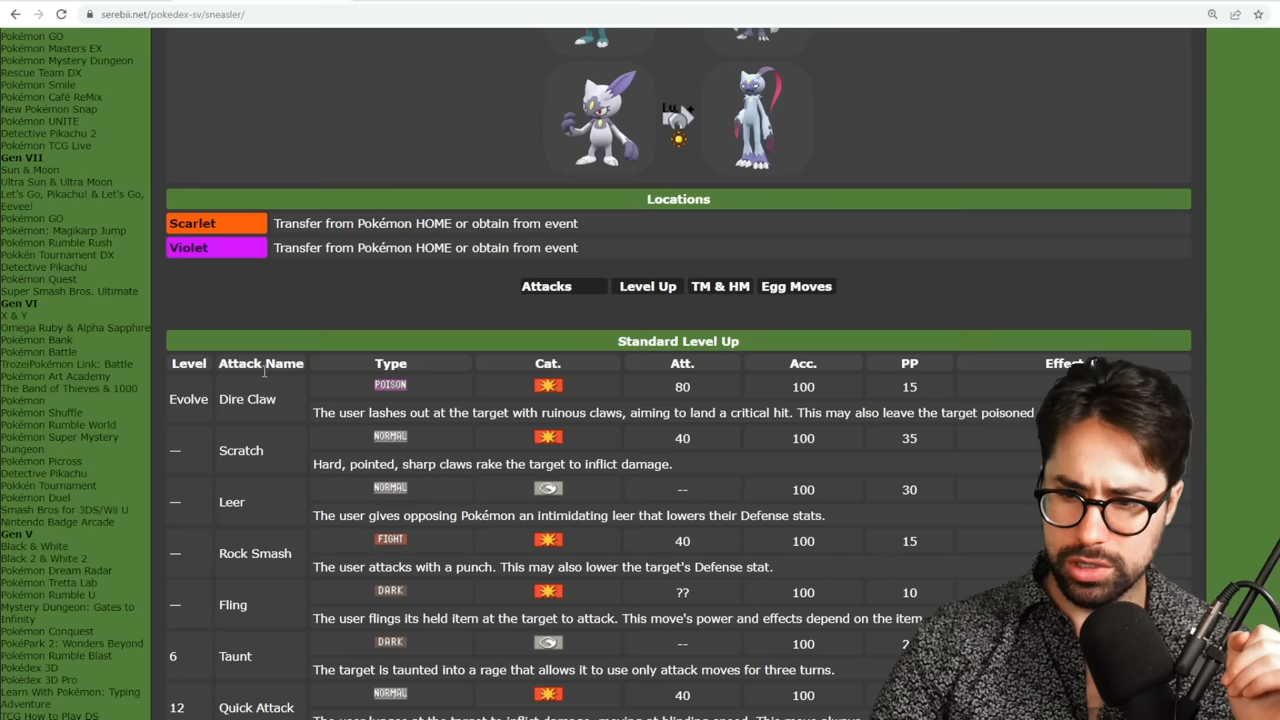 serebii.net/pokedex-sv/sneasler/
Pokémon GO
Pokémon Masters EX
Pokémon Mystery Dungeon
Rescue Team DX
Pokémon Smile
Pokémon Café ReMix
New Pokémon Snap
Pokémon UNITE
Detective Pikachu 2
Pokémon TCG Live
Gen VII
Sun & Moon
Ultra Sun & Ultra Moon
Let's Go, Pikachu! & Let's Go,
Eevee!
Pokémon GO
Pokémon: Magikarp Jump
Pokémon Rumble Rush
Pokkén Tournament DX
Detective Pikachu
Pokémon Quest
Super Smash Bros. Ultimate
Gen VI
X & Y
Omega Ruby & Alpha Sapphire
Pokémon Bank
Pokémon Battle
TrozeiPokémon Link: Battle
Pokémon Art Academy
The Band of Thieves & 1000
Pokémon
Pokémon Shuffle
Pokémon Rumble World
Pokémon Super Mystery
Dungeon
Pokémon Picross
Detective Pikachu
Pokkén Tournament
Pokémon Duel
Smash Bros for 3DS/Wii U
Nintendo Badge Arcade
Gen V
Black & White
Black 2 & White 2
Pokémon Dream Radar
Pokémon Tretta Lab
Pokémon Rumble U
Mystery Dungeon: Gates to
Infinity
Pokémon Conquest
PokéPark 2: Wonders Beyond
Pokémon Rumble Blast
Pokédex 3D
Pokédex 3D Pro
Learn With Pokémon: Typing
Adventure
TCG How to Play DS
Locations
Scarlet Transfer from Pokémon HOME or obtain from event
Violet Transfer from Pokémon HOME or obtain from event
Attacks Level Up TM & HM Egg Moves
Standard Level Up
Level Attack Name Type Cat. Att. Acc. PP Effect
Evolve Dire Claw POISON 80 100 15
The user lashes out at the target with ruinous claws, aiming to land a critical hit. This may also leave the target poisoned
— Scratch NORMAL 40 100 35
Hard, pointed, sharp claws rake the target to inflict damage.
— Leer NORMAL -- 100 30
The user gives opposing Pokémon an intimidating leer that lowers their Defense stats.
— Rock Smash FIGHT 40 100 15
The user attacks with a punch. This may also lower the target's Defense stat.
— Fling DARK ?? 100 10
The user flings its held item at the target to attack. This move's power and effects depend on the item
6 Taunt DARK -- 100
The target is taunted into a rage that allows it to use only attack moves for three turns.
12 Quick Attack NORMAL 40 100